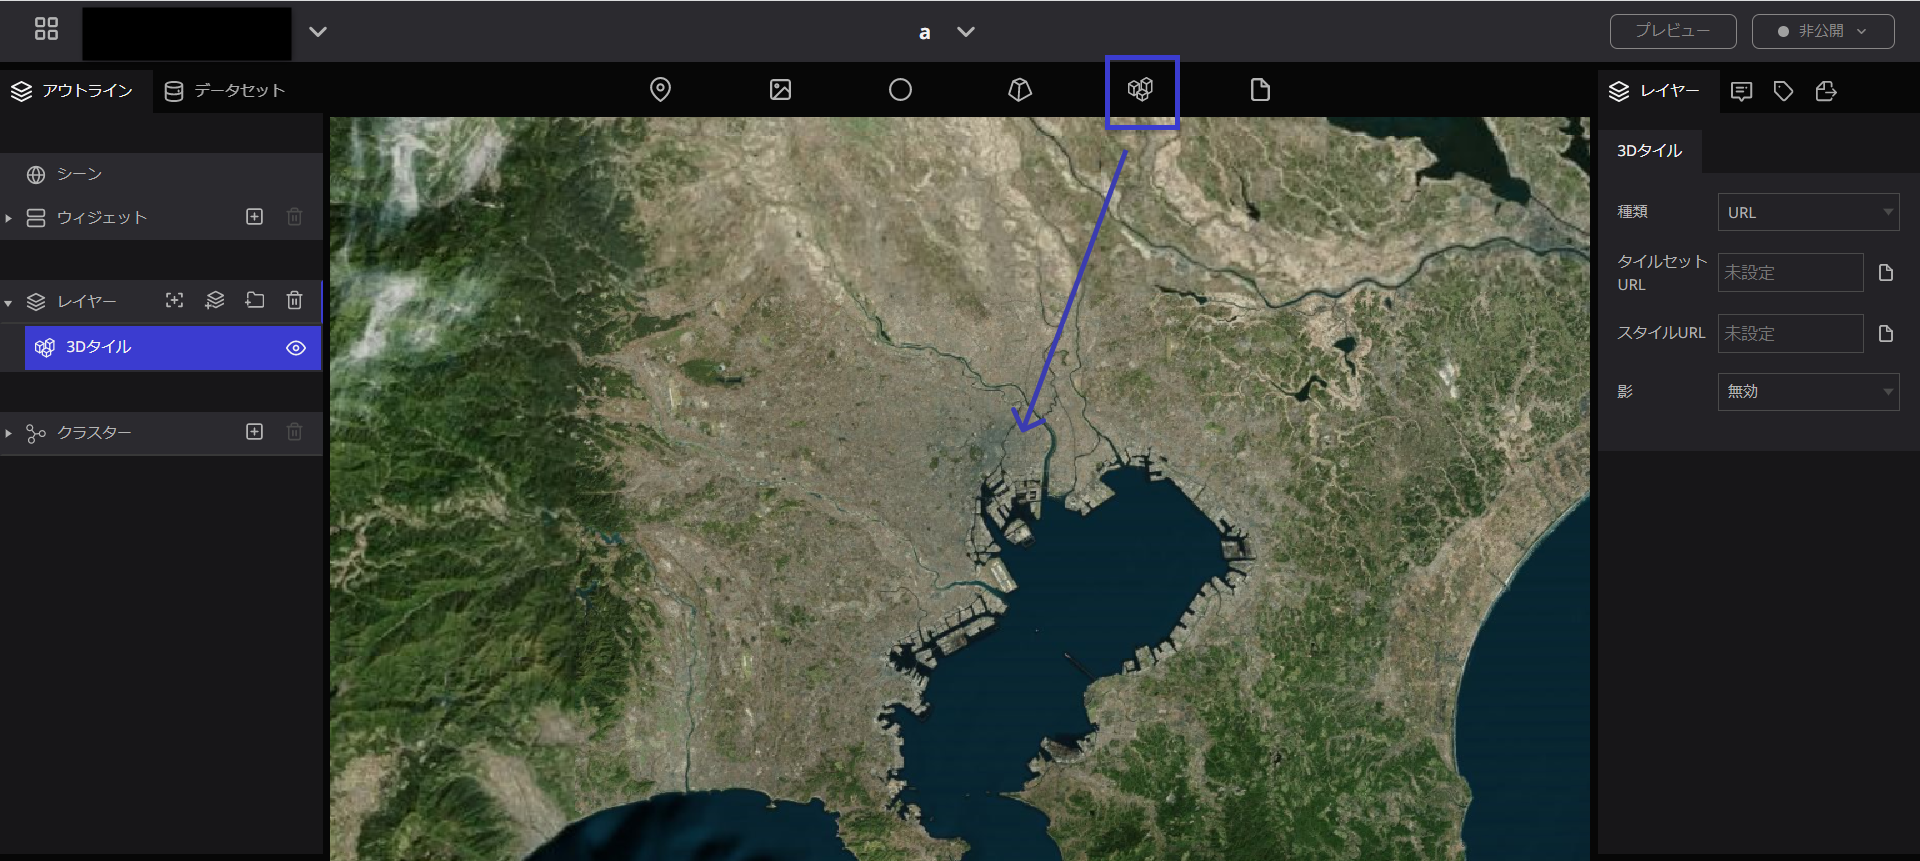 a
プレビュー
非公開
アウトライン
データセット
レイヤー
シーン
ウィジェット
レイヤー
3Dタイル
クラスター
3Dタイル
種類
URL
タイルセット
URL
未設定
スタイルURL
未設定
影
無効